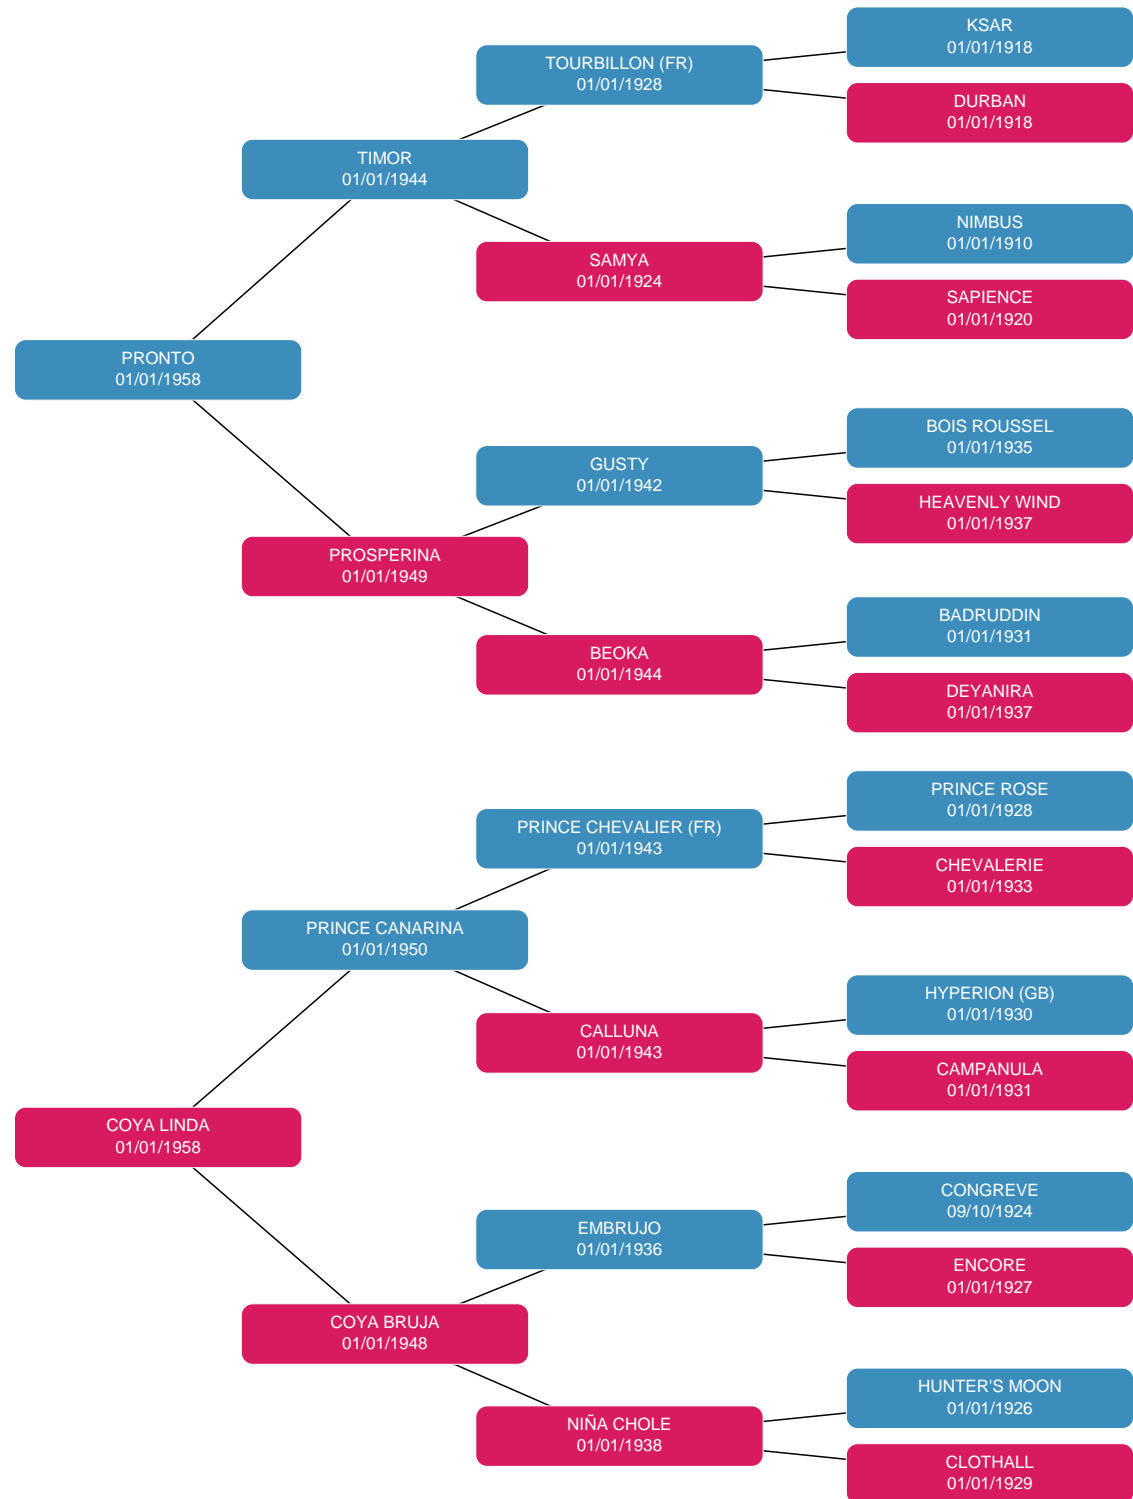 KSAR
01/01/1918
TOURBILLON (FR)
01/01/1928
DURBAN
01/01/1918
TIMOR
01/01/1944
NIMBUS
01/01/1910
SAMYA
01/01/1924
SAPIENCE
01/01/1920
PRONTO
01/01/1958
BOIS ROUSSEL
01/01/1935
GUSTY
01/01/1942
HEAVENLY WIND
01/01/1937
PROSPERINA
01/01/1949
BADRUDDIN
01/01/1931
BEOKA
01/01/1944
DEYANIRA
01/01/1937
PRINCE ROSE
01/01/1928
PRINCE CHEVALIER (FR)
01/01/1943
CHEVALERIE
01/01/1933
PRINCE CANARINA
01/01/1950
HYPERION (GB)
01/01/1930
CALLUNA
01/01/1943
CAMPANULA
01/01/1931
COYA LINDA
01/01/1958
CONGREVE
09/10/1924
EMBRUJO
01/01/1936
ENCORE
01/01/1927
COYA BRUJA
01/01/1948
HUNTER'S MOON
01/01/1926
NIÑA CHOLE
01/01/1938
CLOTHALL
01/01/1929